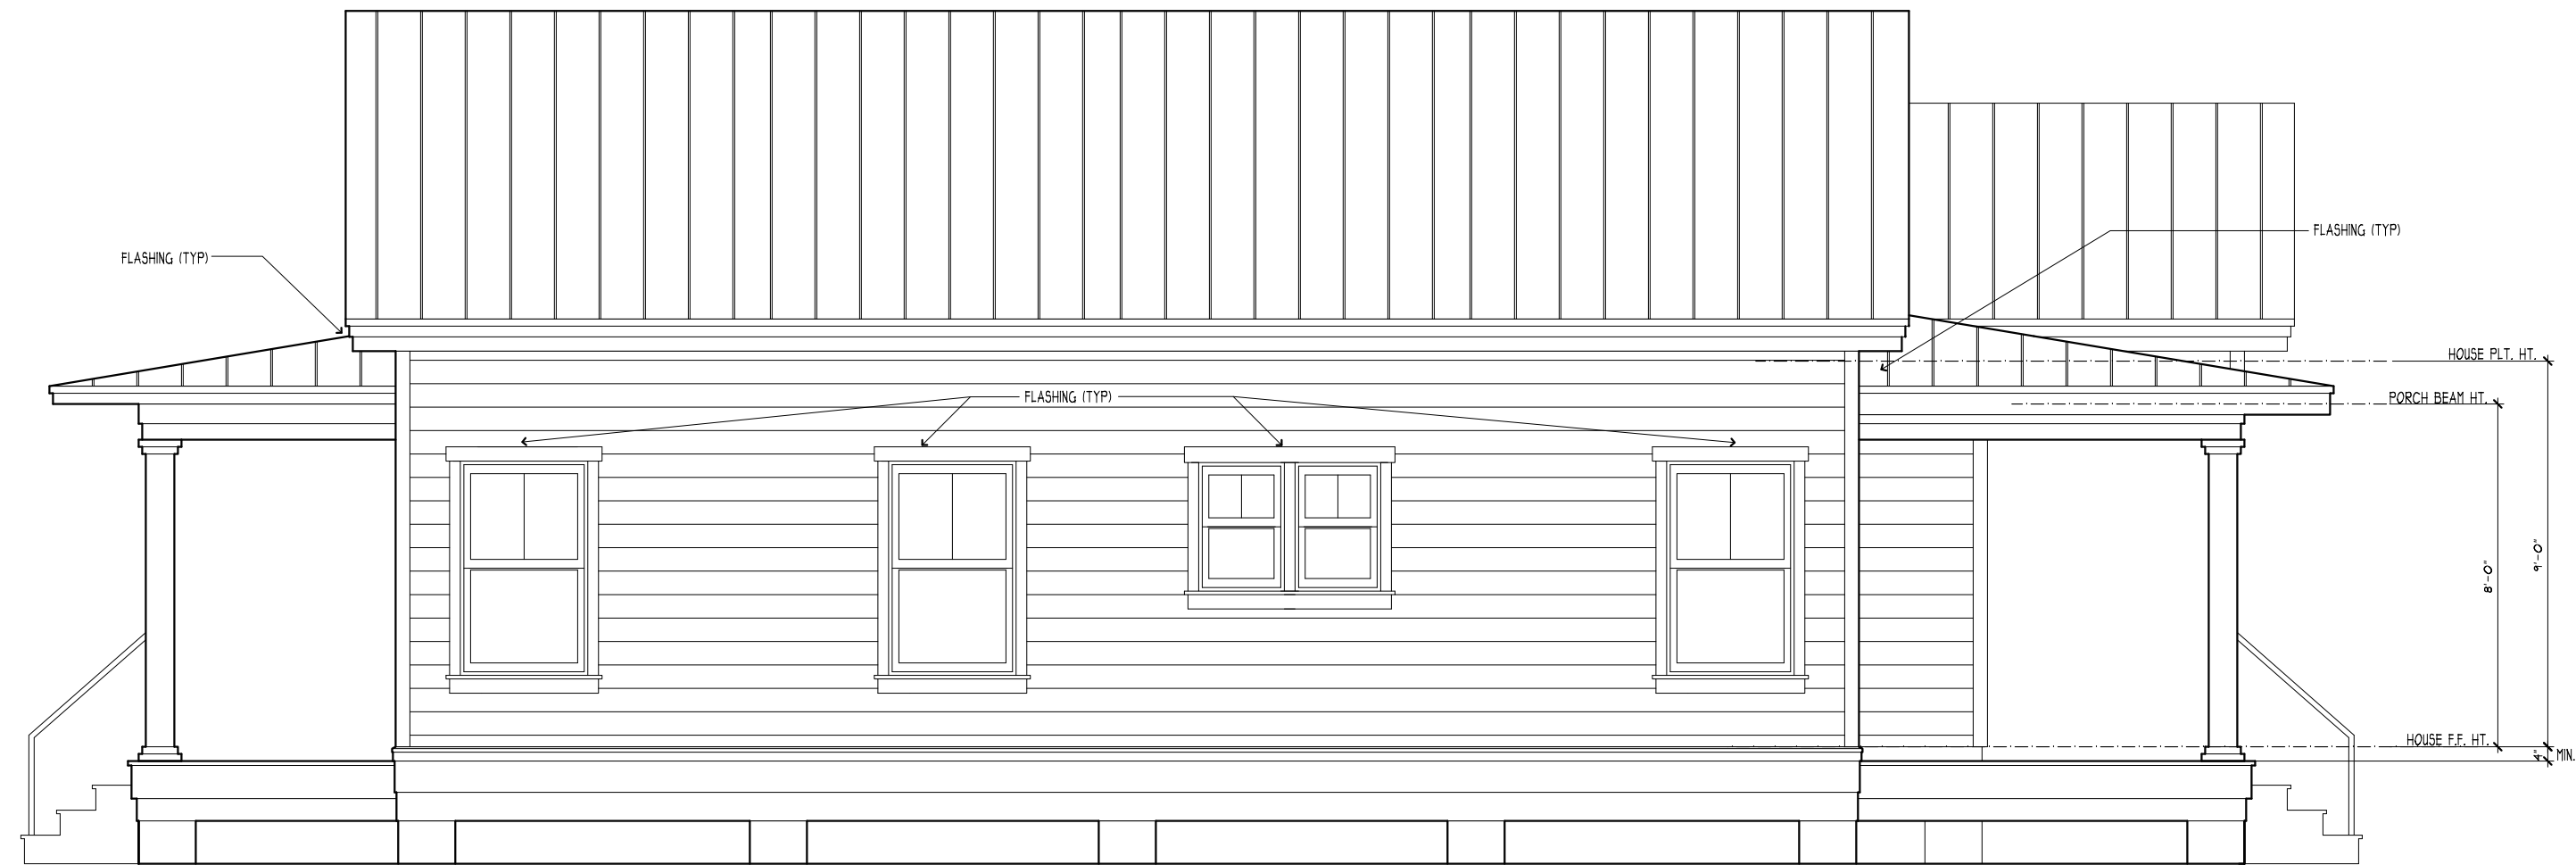 FLASHING (TYP)
FLASHING (TYP)
HOUSE PLT. HT.
FLASHING (TYP)
PORCH BEAM HT.
9'-0"
8'-0"
HOUSE F.F. HT.
4" MIN.